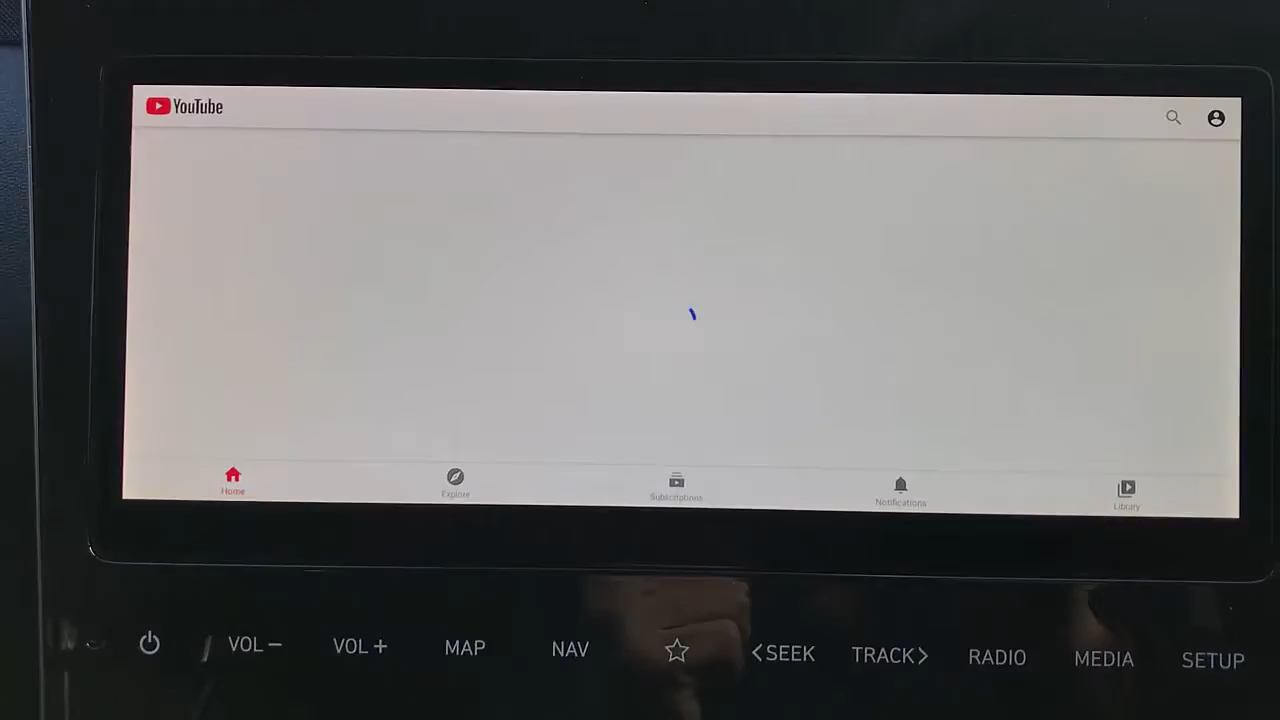 YouTube
Home Explore Subscriptions Notifications Library
VOL − VOL + MAP NAV < SEEK TRACK > RADIO MEDIA SETUP